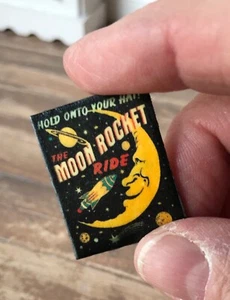 HOLD ONTO YOUR HAT!
THE
MOON ROCKET
RIDE